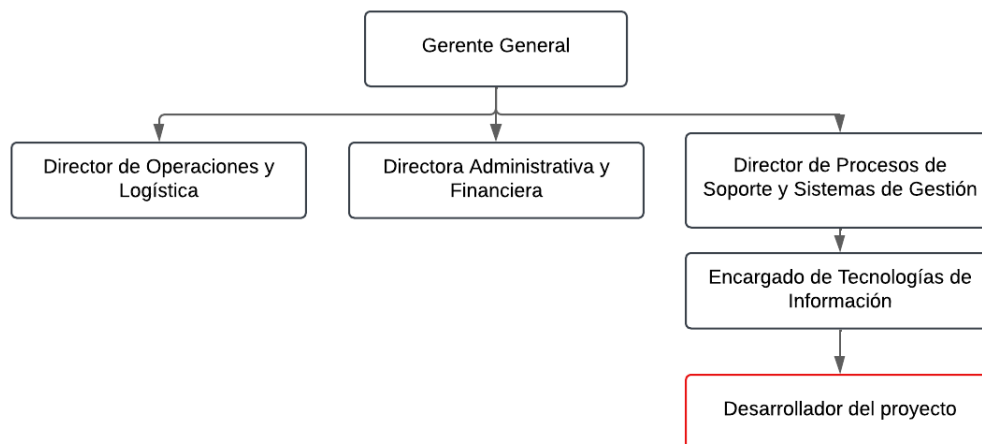 Gerente General
Director de Operaciones y
Logística
Directora Administrativa y
Financiera
Director de Procesos de
Soporte y Sistemas de Gestión
Encargado de Tecnologías de
Información
Desarrollador del proyecto